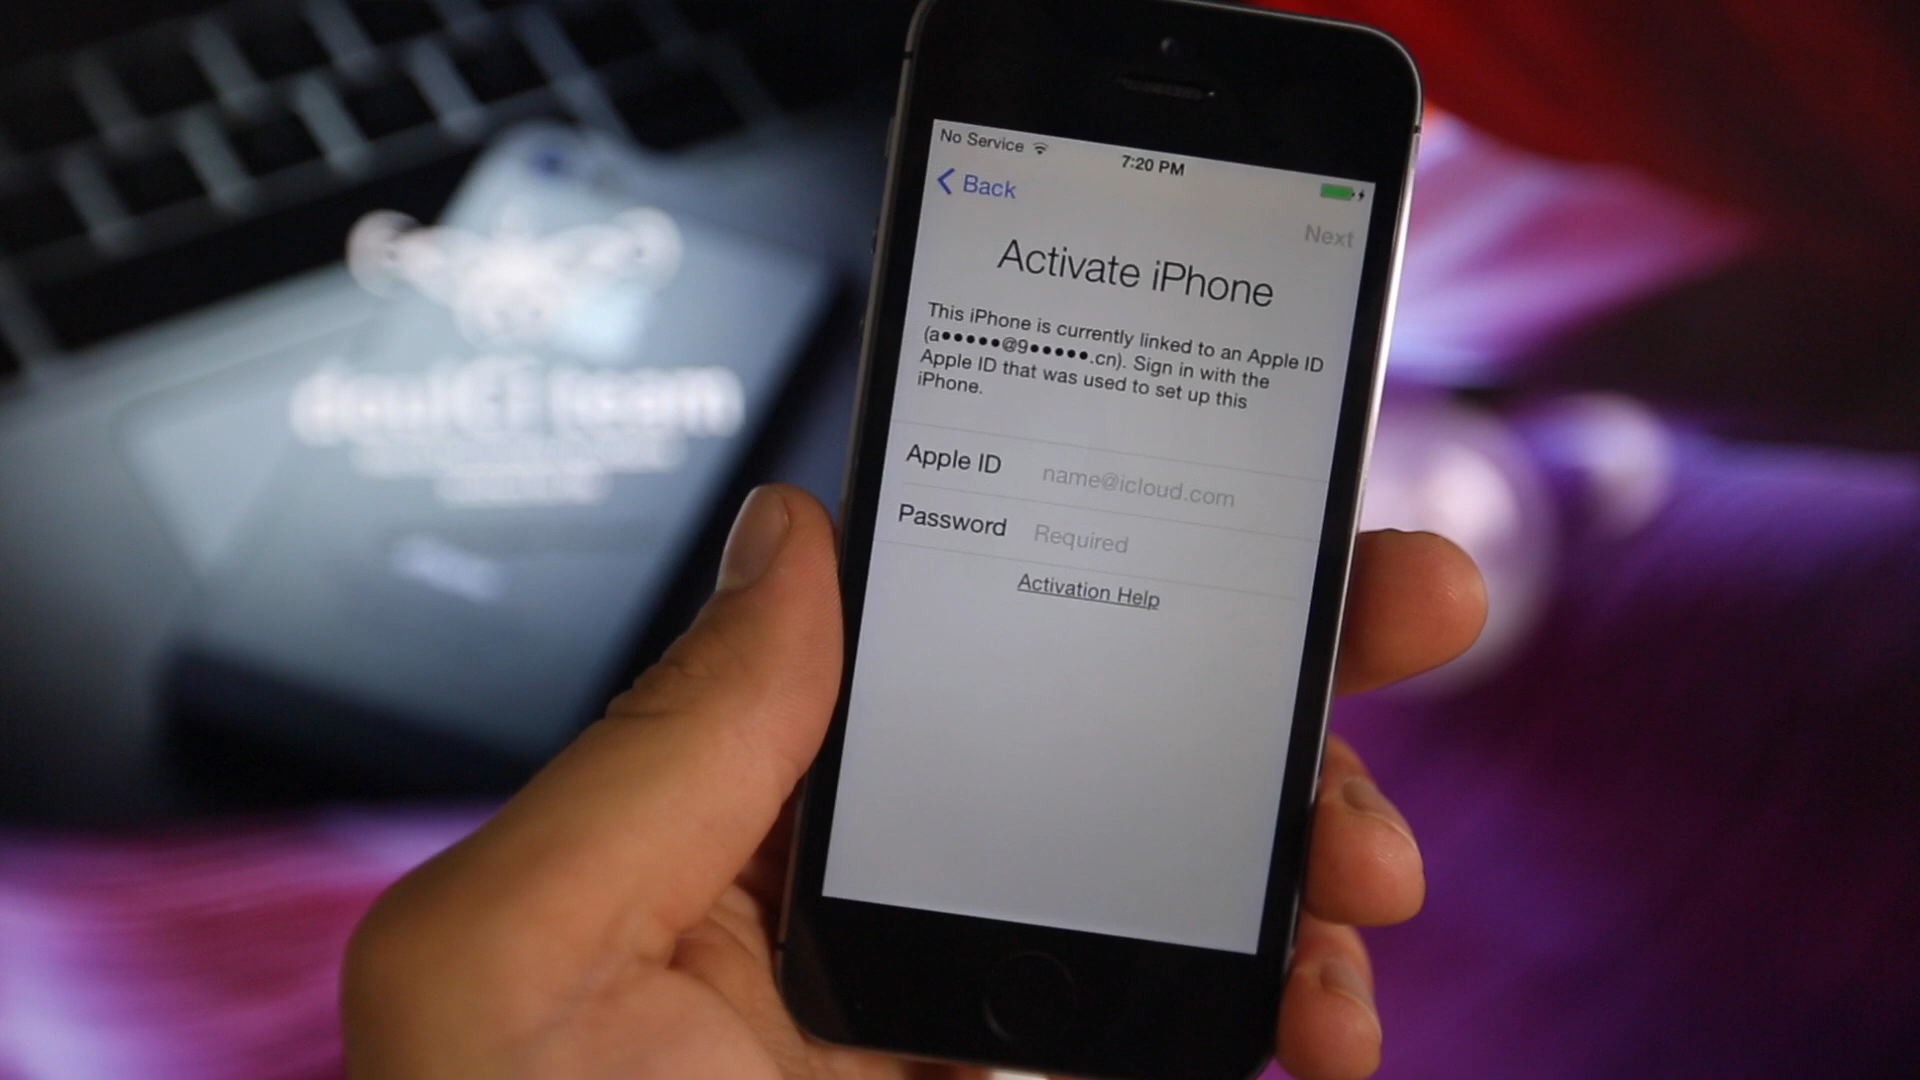 No Service
7:20 PM
Back
Next
Activate iPhone
This iPhone is currently linked to an Apple ID
(a●●●●●@9●●●●●.cn). Sign in with the
Apple ID that was used to set up this
iPhone.
Apple ID name@icloud.com
Password Required
Activation Help
team